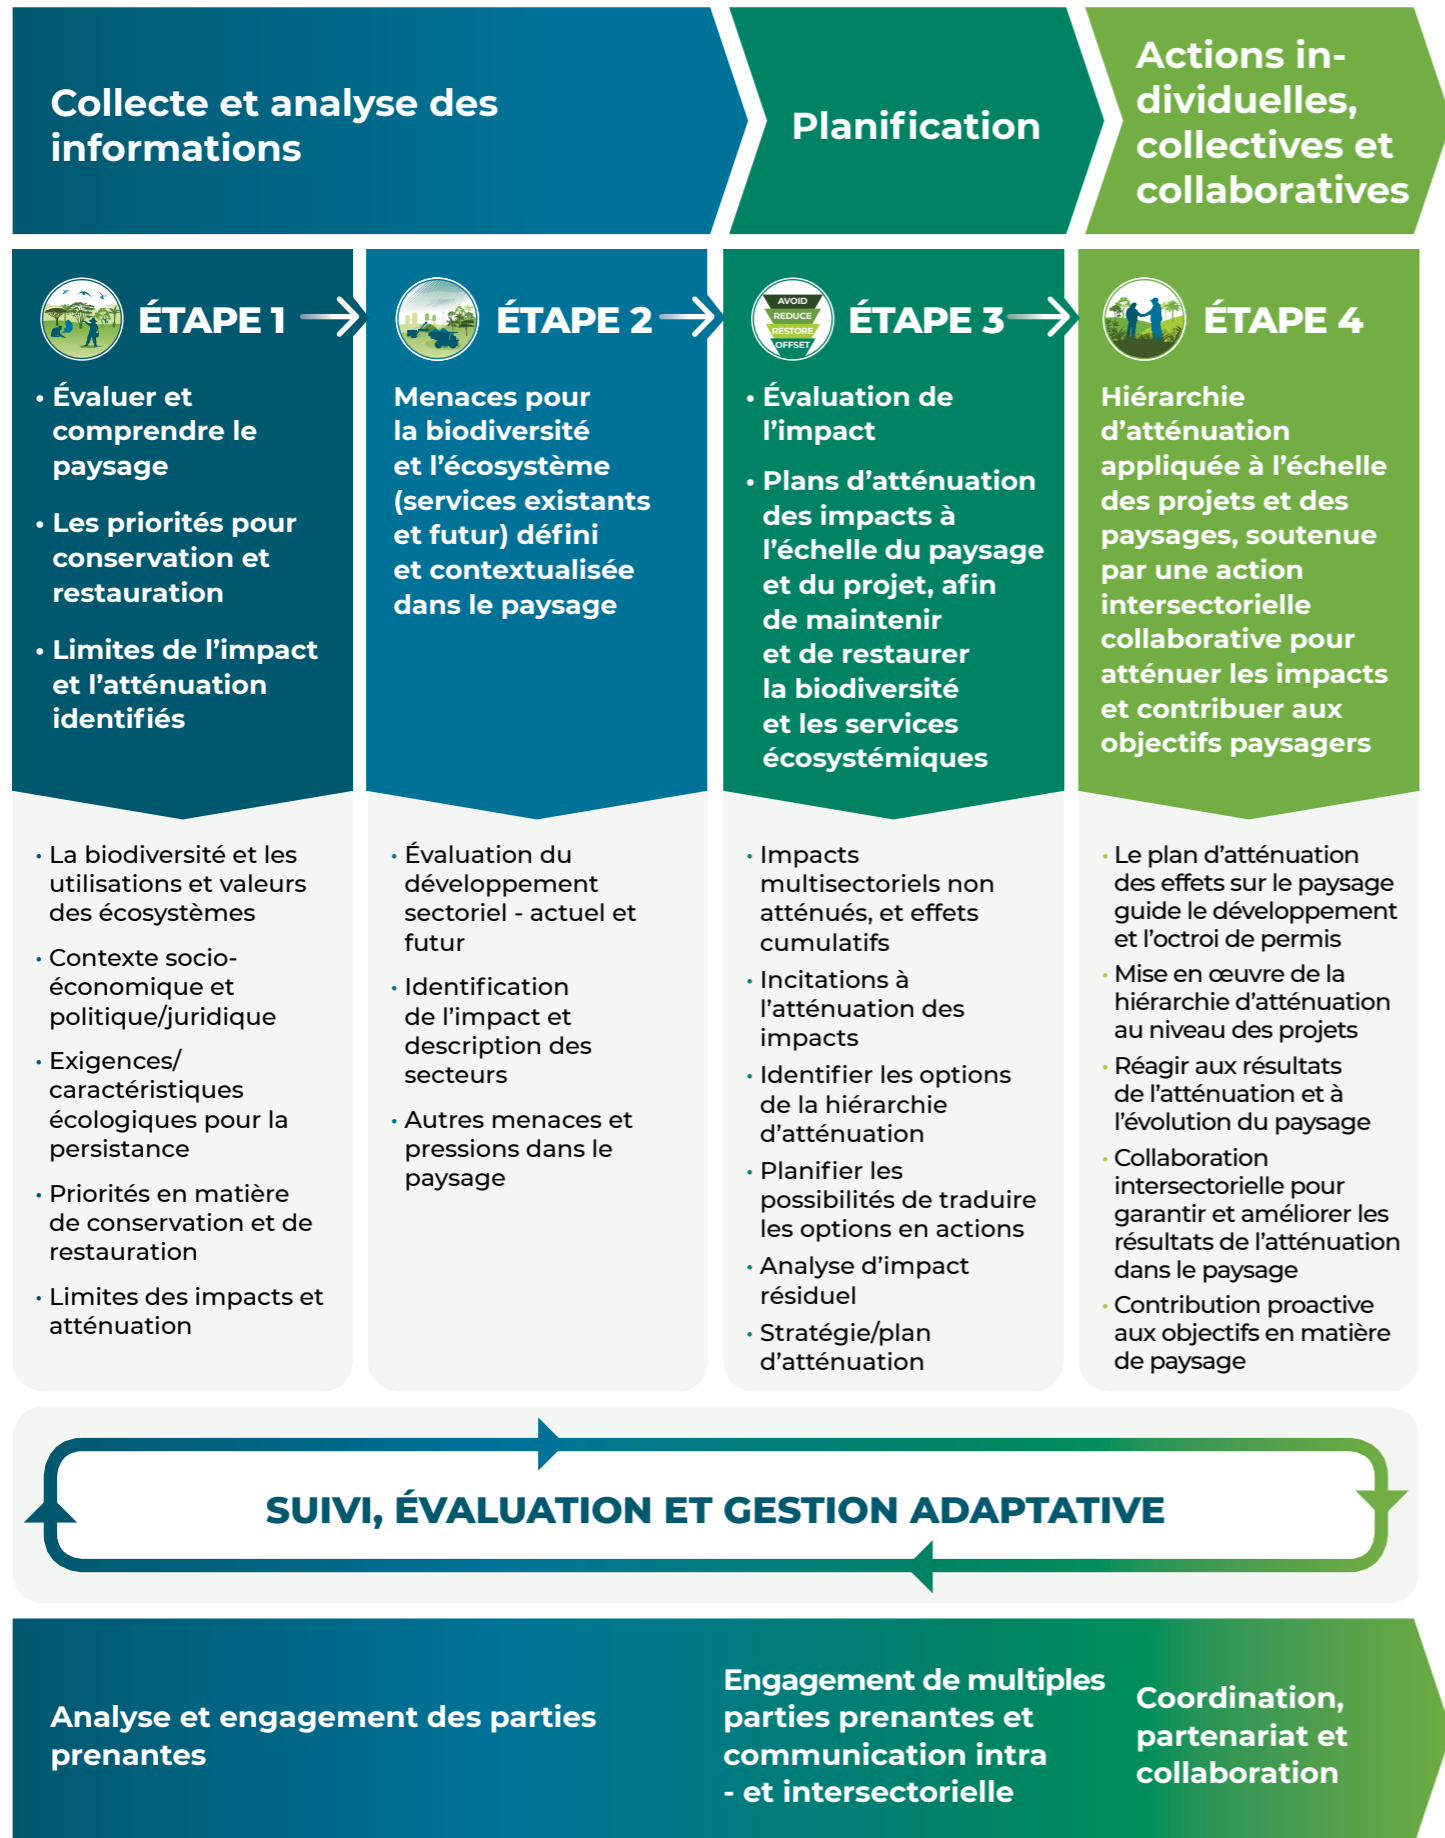 Collecte et analyse des
informations
Planification
Actions in-
dividuelles,
collectives et
collaboratives
ÉTAPE 1
• Évaluer et
comprendre le
paysage
• Les priorités pour
conservation et
restauration
• Limites de l’impact
et l’atténuation
identifiés
• La biodiversité et les
utilisations et valeurs
des écosystèmes
• Contexte socio-
économique et
politique/juridique
• Exigences/
caractéristiques
écologiques pour la
persistance
• Priorités en matière
de conservation et de
restauration
• Limites des impacts et
atténuation
ÉTAPE 2
Menaces pour
la biodiversité
et l’écosystème
(services existants
et futur) défini
et contextualisée
dans le paysage
• Évaluation du
développement
sectoriel - actuel et
futur
• Identification
de l’impact et
description des
secteurs
• Autres menaces et
pressions dans le
paysage
AVOID
REDUCE
RESTORE
OFFSET
ÉTAPE 3
• Évaluation de
l’impact
• Plans d’atténuation
des impacts à
l’échelle du paysage
et du projet, afin
de maintenir
et de restaurer
la biodiversité
et les services
écosystémiques
• Impacts
multisectoriels non
atténués, et effets
cumulatifs
• Incitations à
l’atténuation des
impacts
• Identifier les options
de la hiérarchie
d’atténuation
• Planifier les
possibilités de traduire
les options en actions
• Analyse d’impact
résiduel
• Stratégie/plan
d’atténuation
ÉTAPE 4
Hiérarchie
d’atténuation
appliquée à l’échelle
des projets et des
paysages, soutenue
par une action
intersectorielle
collaborative pour
atténuer les impacts
et contribuer aux
objectifs paysagers
• Le plan d’atténuation
des effets sur le paysage
guide le développement
et l’octroi de permis
• Mise en œuvre de la
hiérarchie d’atténuation
au niveau des projets
• Réagir aux résultats
de l’atténuation et à
l’évolution du paysage
• Collaboration
intersectorielle pour
garantir et améliorer les
résultats de l’atténuation
dans le paysage
• Contribution proactive
aux objectifs en matière
de paysage
SUIVI, ÉVALUATION ET GESTION ADAPTATIVE
Analyse et engagement des parties
prenantes
Engagement de multiples
parties prenantes et
communication intra
- et intersectorielle
Coordination,
partenariat et
collaboration